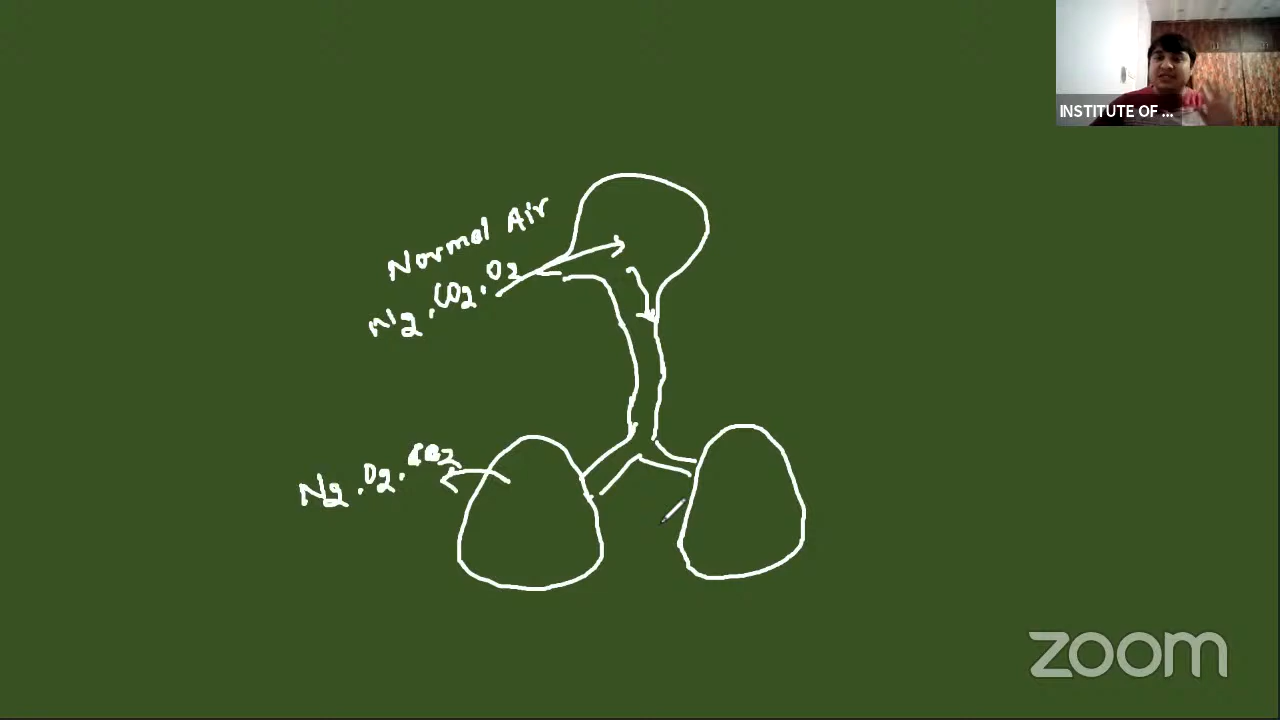 INSTITUTE OF ...
Normal Air
N2, CO2, O2
N2, O2, CO2
zoom